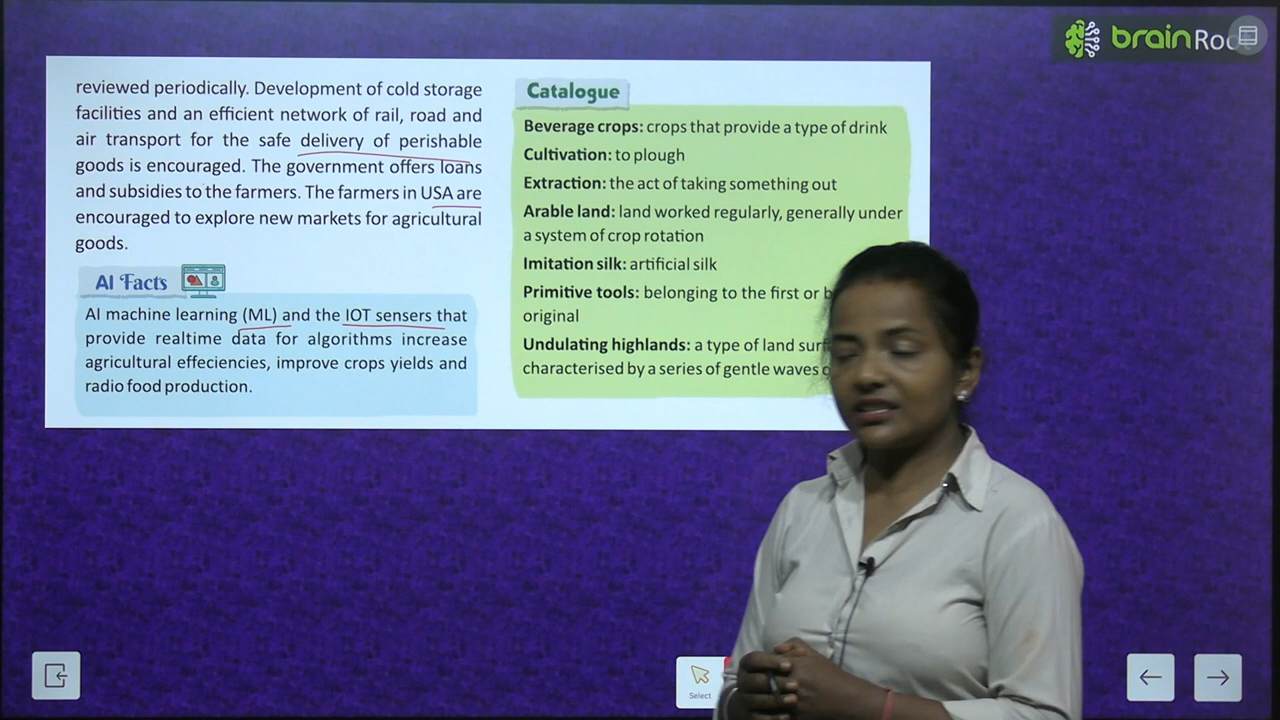 brainRoot
reviewed periodically. Development of cold storage
facilities and an efficient network of rail, road and
air transport for the safe delivery of perishable
goods is encouraged. The government offers loans
and subsidies to the farmers. The farmers in USA are
encouraged to explore new markets for agricultural
goods.
AI Facts
AI machine learning (ML) and the IOT sensers that
provide realtime data for algorithms increase
agricultural effeciencies, improve crops yields and
radio food production.
Catalogue
Beverage crops: crops that provide a type of drink
Cultivation: to plough
Extraction: the act of taking something out
Arable land: land worked regularly, generally under
a system of crop rotation
Imitation silk: artificial silk
Primitive tools: belonging to the first or
original
Undulating highlands: a type of land
characterised by a series of gentle waves
Select